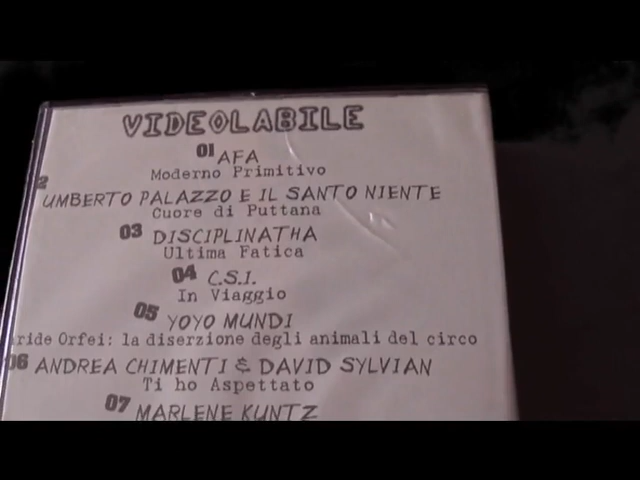 VIDEOLABILE
01 AFA
Moderno Primitivo
2 UMBERTO PALAZZO E IL SANTO NIENTE
Cuore di Puttana
03 DISCIPLINATHA
Ultima Fatica
04 C.S.I.
In Viaggio
05 YOYO MUNDI
ride Orfei: la diserzione degli animali del circo
06 ANDREA CHIMENTI & DAVID SYLVIAN
Ti ho Aspettato
07 MARLENE KUNTZ